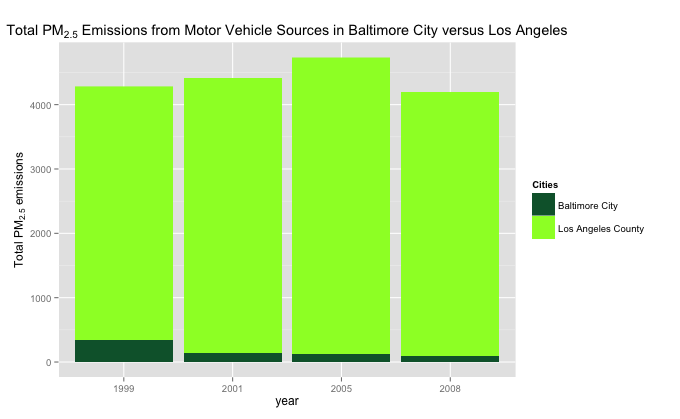 Total PM2.5 Emissions from Motor Vehicle Sources in Baltimore City versus Los Angeles
Total PM2.5 emissions
4000
3000
2000
1000
0
1999 2001 2005 2008
year
Cities
Baltimore City
Los Angeles County